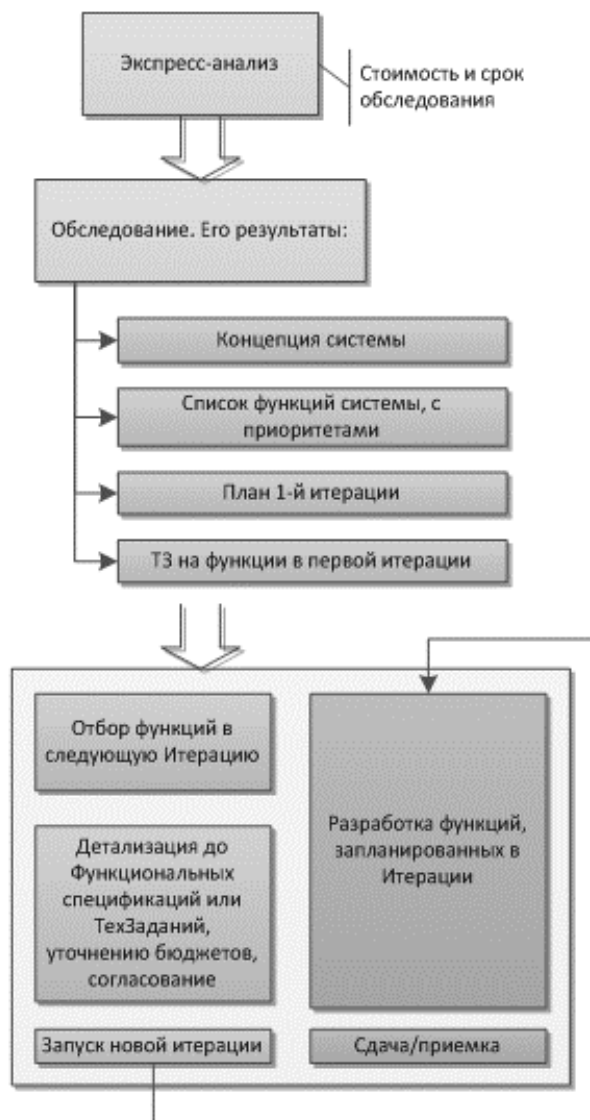 Экспресс-анализ
Стоимость и срок
обследования
Обследование. Его результаты:
Концепция системы
Список функций системы, с
приоритетами
План 1-й итерации
ТЗ на функции в первой итерации
Отбор функций в
следующую Итерацию
Детализация до
Функциональных
спецификаций или
ТехЗаданий,
уточнению бюджетов,
согласование
Запуск новой итерации
Разработка функций,
запланированных в
Итерации
Сдача/приемка